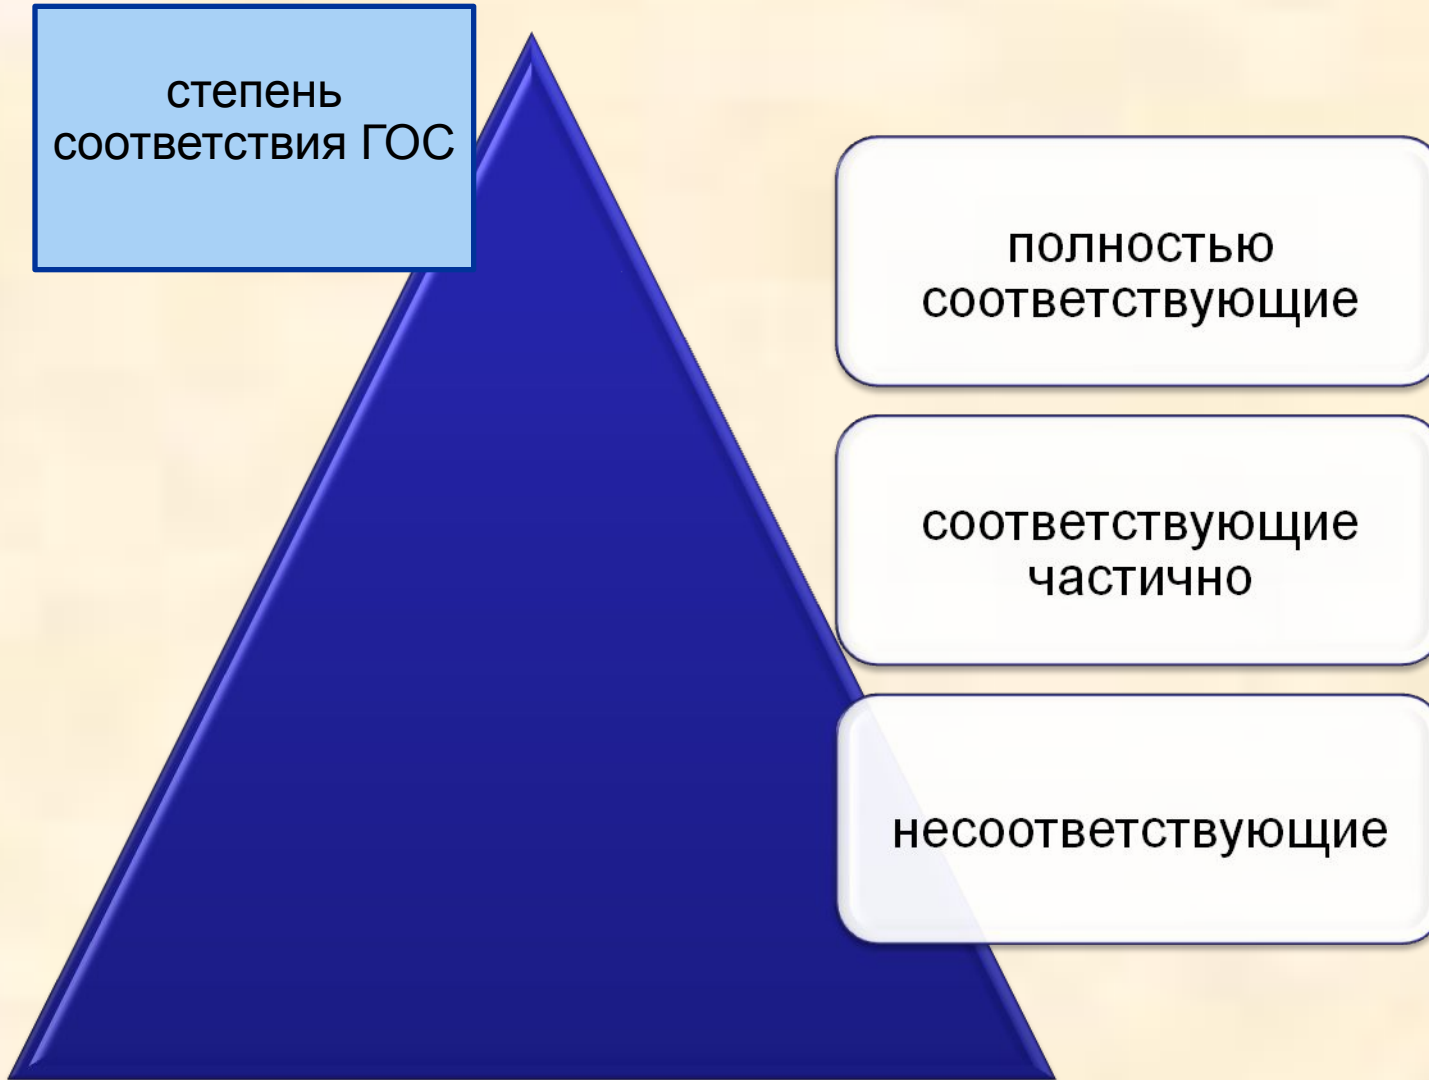 степень
соответствия ГОС
полностью
соответствующие
соответствующие
частично
несоответствующие